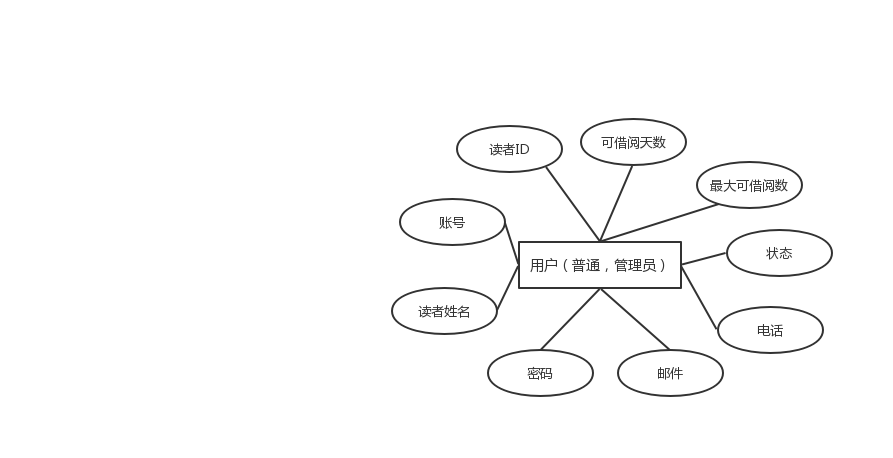 可借阅天数
读者ID
最大可借阅数
账号
状态
用户（普通，管理员）
读者姓名
电话
密码
邮件